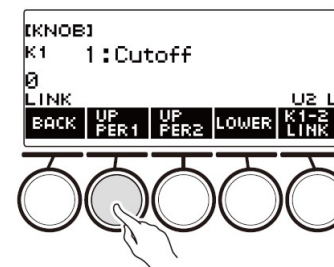 [KNOB]
K1 1:Cutoff
0
LINK U2 L
BACK UP PER1 UP PER2 LOWER K1-2 LINK